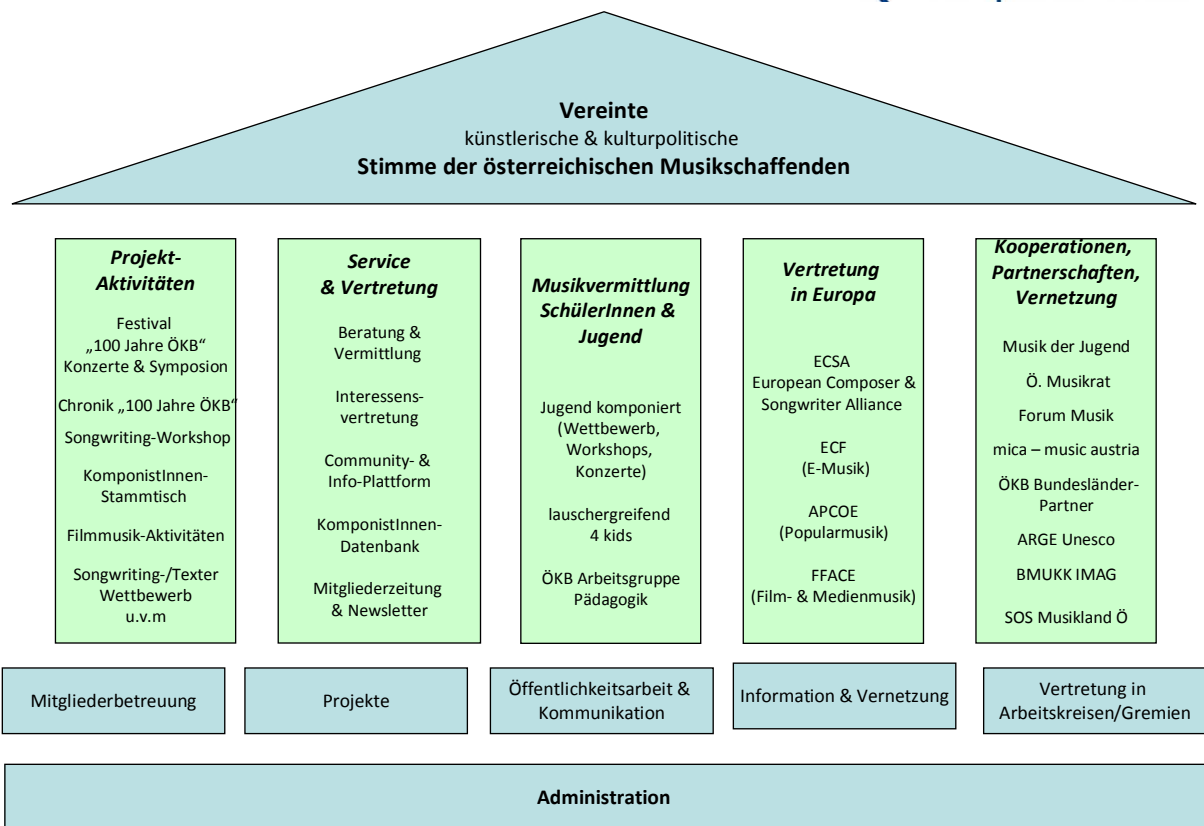 Vereinte
künstlerische & kulturpolitische
Stimme der österreichischen Musikschaffenden
Projekt-
Aktivitäten
Festival
„100 Jahre ÖKB“
Konzerte & Symposion
Chronik „100 Jahre ÖKB“
Songwriting-Workshop
KomponistInnen-
Stammtisch
Filmmusik-Aktivitäten
Songwriting-/Texter
Wettbewerb
u.v.m
Service
& Vertretung
Beratung &
Vermittlung
Interessens-
vertretung
Community- &
Info-Plattform
KomponistInnen-
Datenbank
Mitgliederzeitung
& Newsletter
Musikvermittlung
SchülerInnen &
Jugend
Jugend komponiert
(Wettbewerb,
Workshops,
Konzerte)
lauschergreifend
4 kids
ÖKB Arbeitsgruppe
Pädagogik
Vertretung
in Europa
ECSA
European Composer &
Songwriter Alliance
ECF
(E-Musik)
APCOE
(Popularmusik)
FFACE
(Film- & Medienmusik)
Kooperationen,
Partnerschaften,
Vernetzung
Musik der Jugend
Ö. Musikrat
Forum Musik
mica – music austria
ÖKB Bundesländer-
Partner
ARGE Unesco
BMUKK IMAG
SOS Musikland Ö
Mitgliederbetreuung
Projekte
Öffentlichkeitsarbeit &
Kommunikation
Information & Vernetzung
Vertretung in
Arbeitskreisen/Gremien
Administration